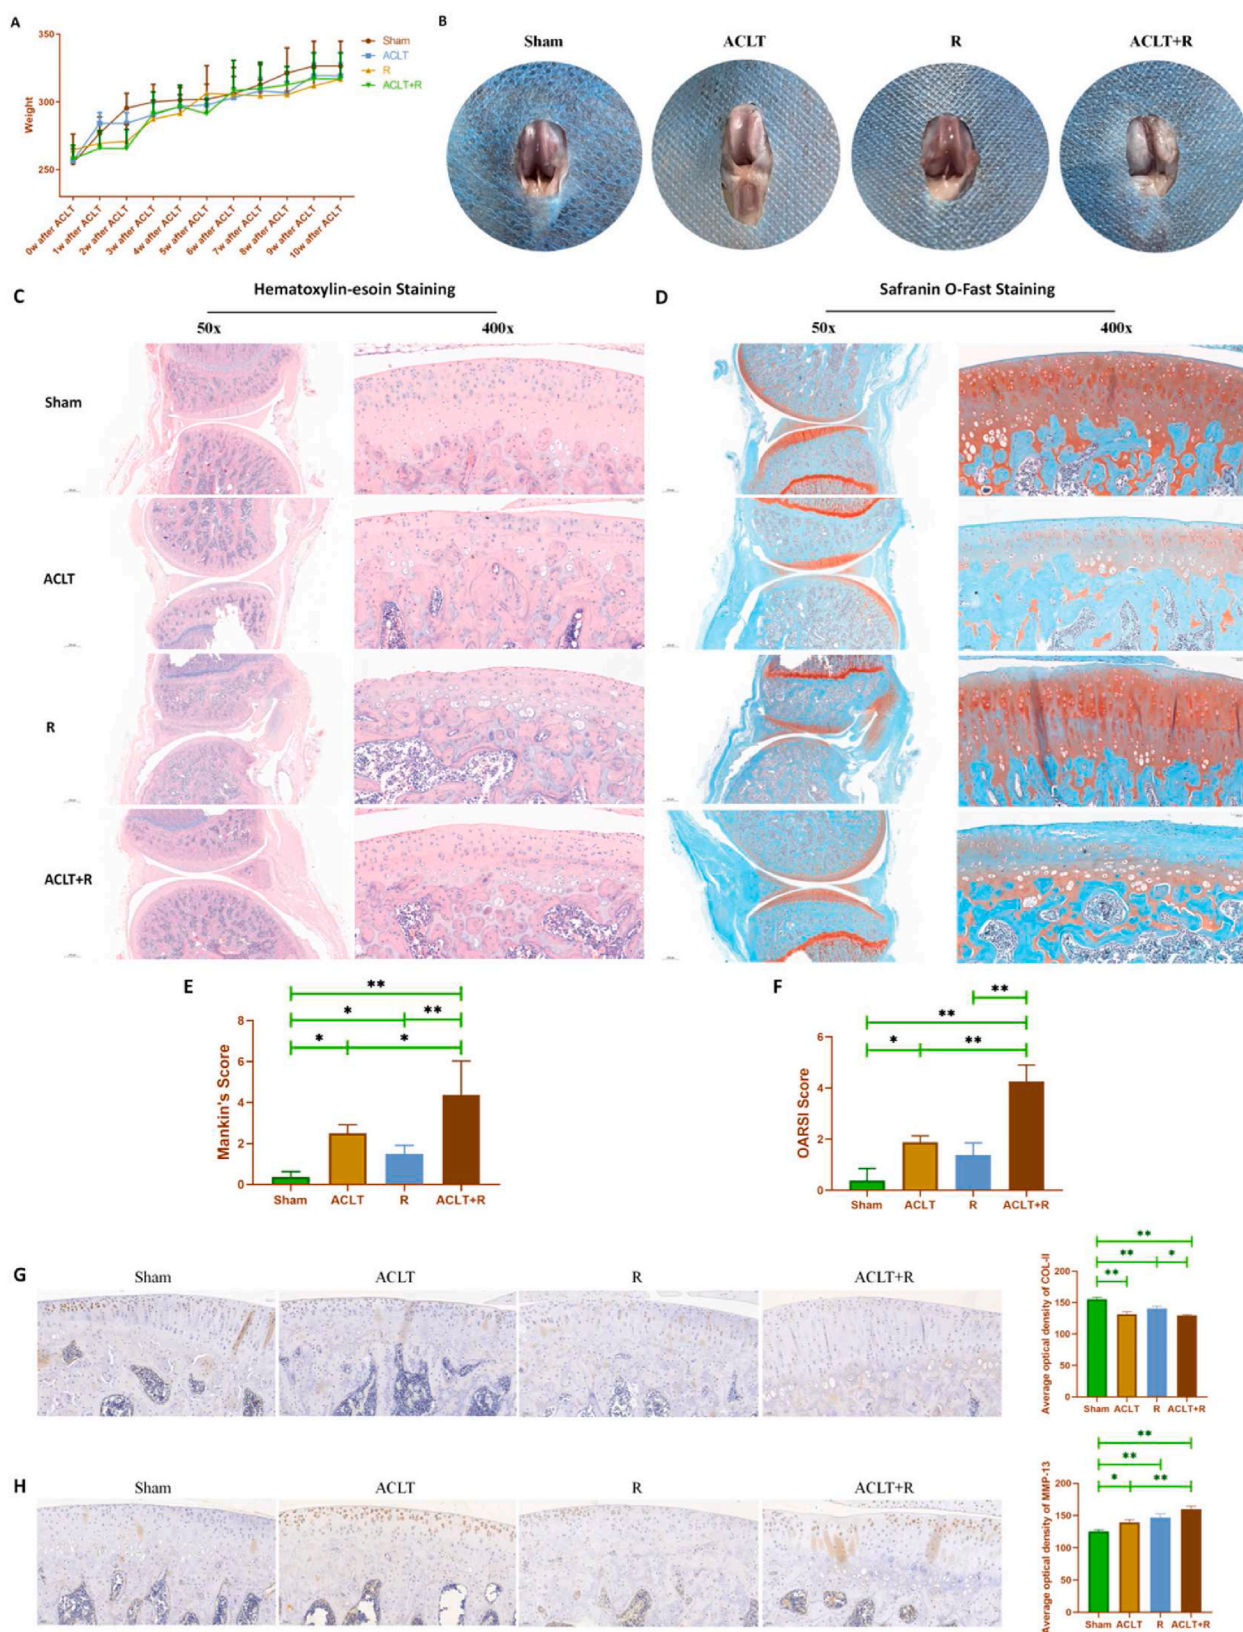 A
350
300
250
Weight
Sham
ACLT
R
ACLT+R
0w after ACLT
1w after ACLT
2w after ACLT
3w after ACLT
4w after ACLT
5w after ACLT
6w after ACLT
7w after ACLT
8w after ACLT
9w after ACLT
10w after ACLT
B
Sham ACLT R ACLT+R
C
Hematoxylin-esoin Staining
50x 400x
D
Safranin O-Fast Staining
50x 400x
Sham
ACLT
R
ACLT+R
E
** 
* **
* *
8
6
4
2
0
Mankin's Score
Sham ACLT R ACLT+R
F
**
**
* **
6
4
2
0
OARSI Score
Sham ACLT R ACLT+R
G
Sham ACLT R ACLT+R
**
** *
**
200
150
100
50
0
Average optical density of COL-II
Sham ACLT R ACLT+R
H
Sham ACLT R ACLT+R
**
**
* **
200
150
100
50
0
Average optical density of MMP-13
Sham ACLT R ACLT+R